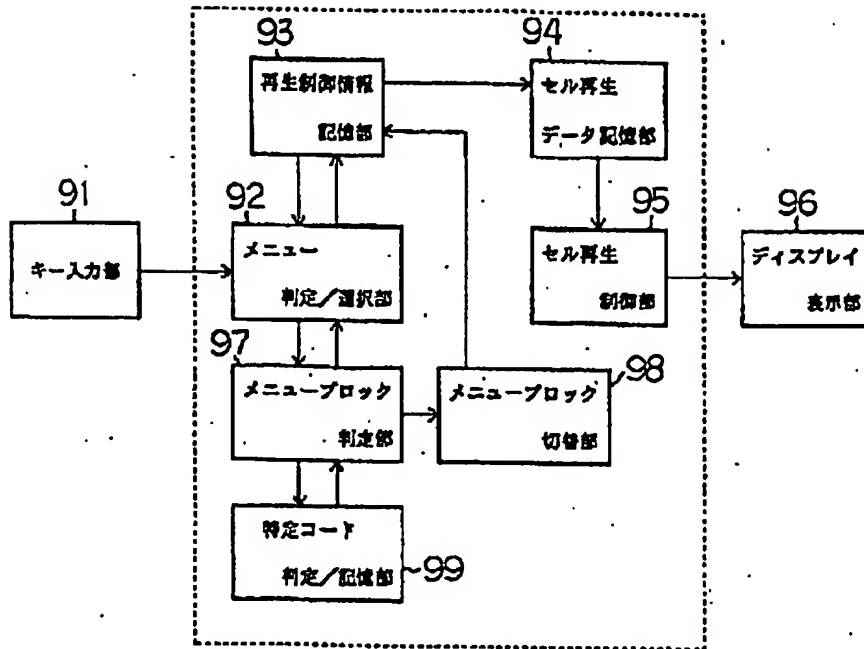 93
再生制御情報
記憶部
94
セル再生
データ記憶部
91
キー入力部
92
メニュー
判定／選択部
95
セル再生
制御部
96
ディスプレイ
表示部
97
メニューブロック
判定部
98
メニューブロック
切替部
特定コード
判定／記憶部
99